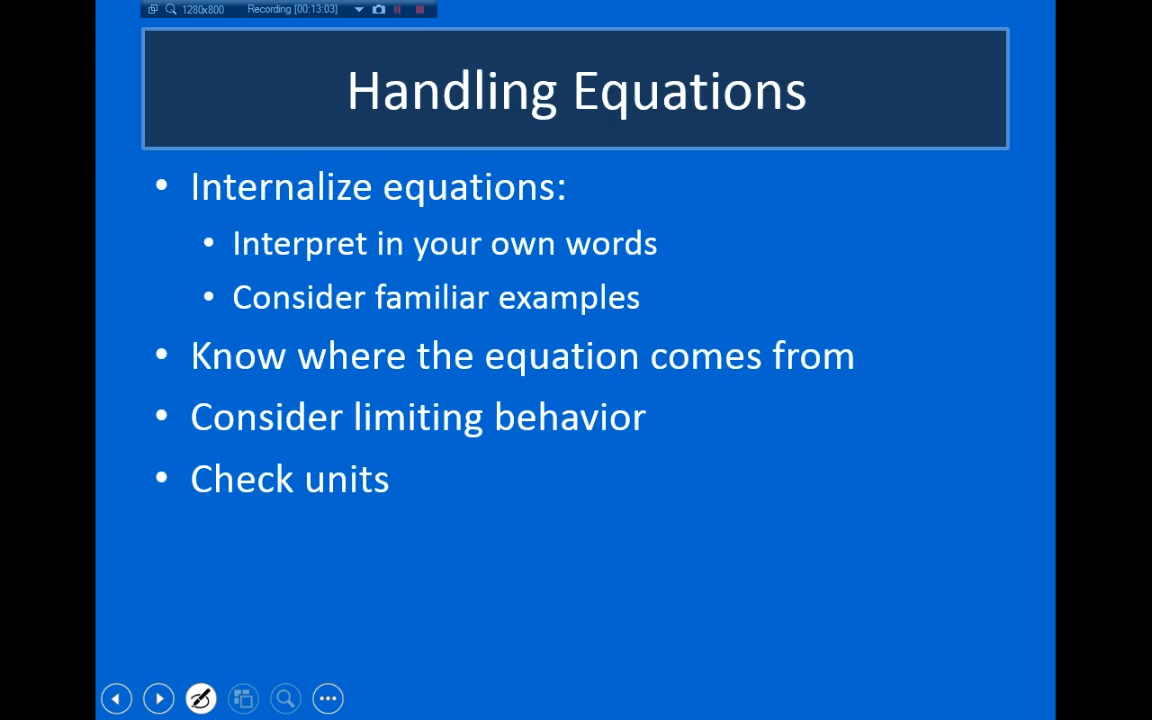 1280x800 Recording [00:13:03]
Handling Equations
• Internalize equations:
• Interpret in your own words
• Consider familiar examples
• Know where the equation comes from
• Consider limiting behavior
• Check units